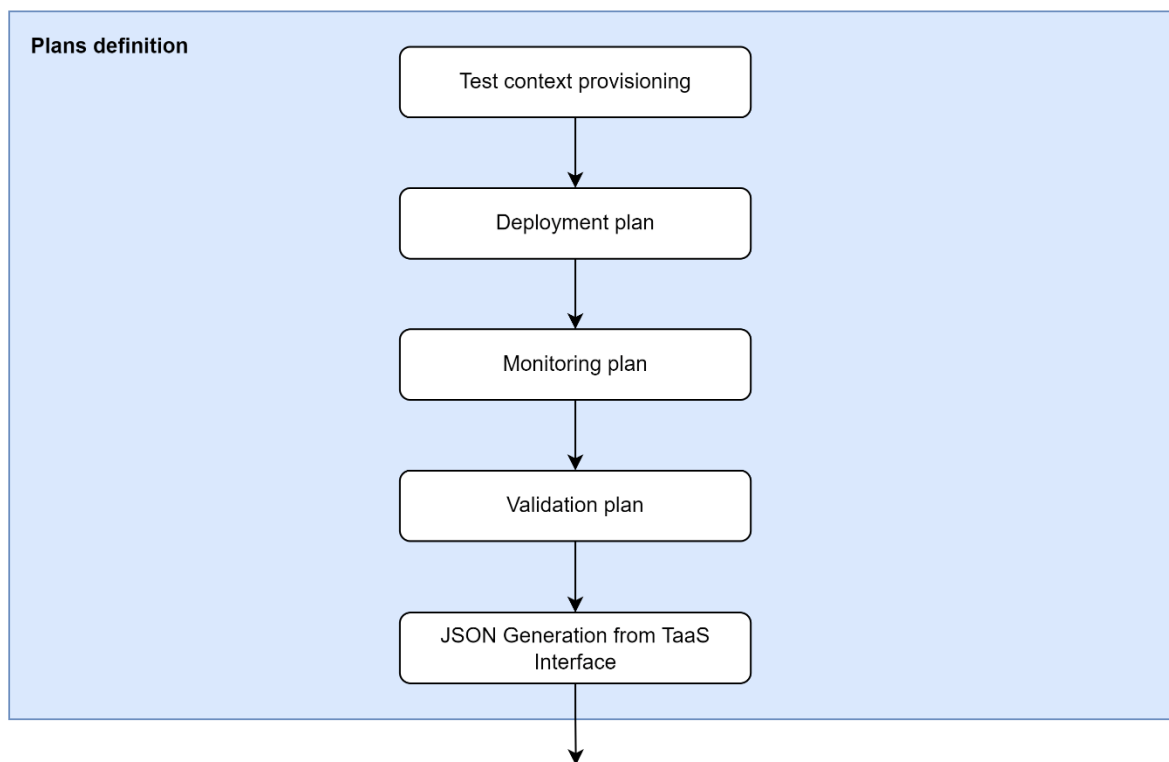 Plans definition
Test context provisioning
Deployment plan
Monitoring plan
Validation plan
JSON Generation from TaaS
Interface